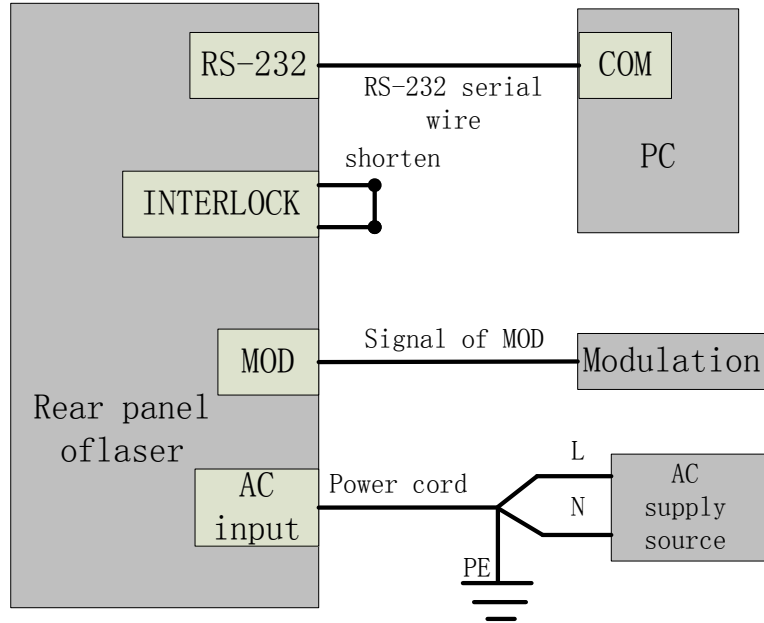 RS-232
RS-232 serial
wire
COM
PC
shorten
INTERLOCK
MOD
Signal of MOD
Modulation
Rear panel
oflaser
AC
input
Power cord
L
N
PE
AC
supply
source